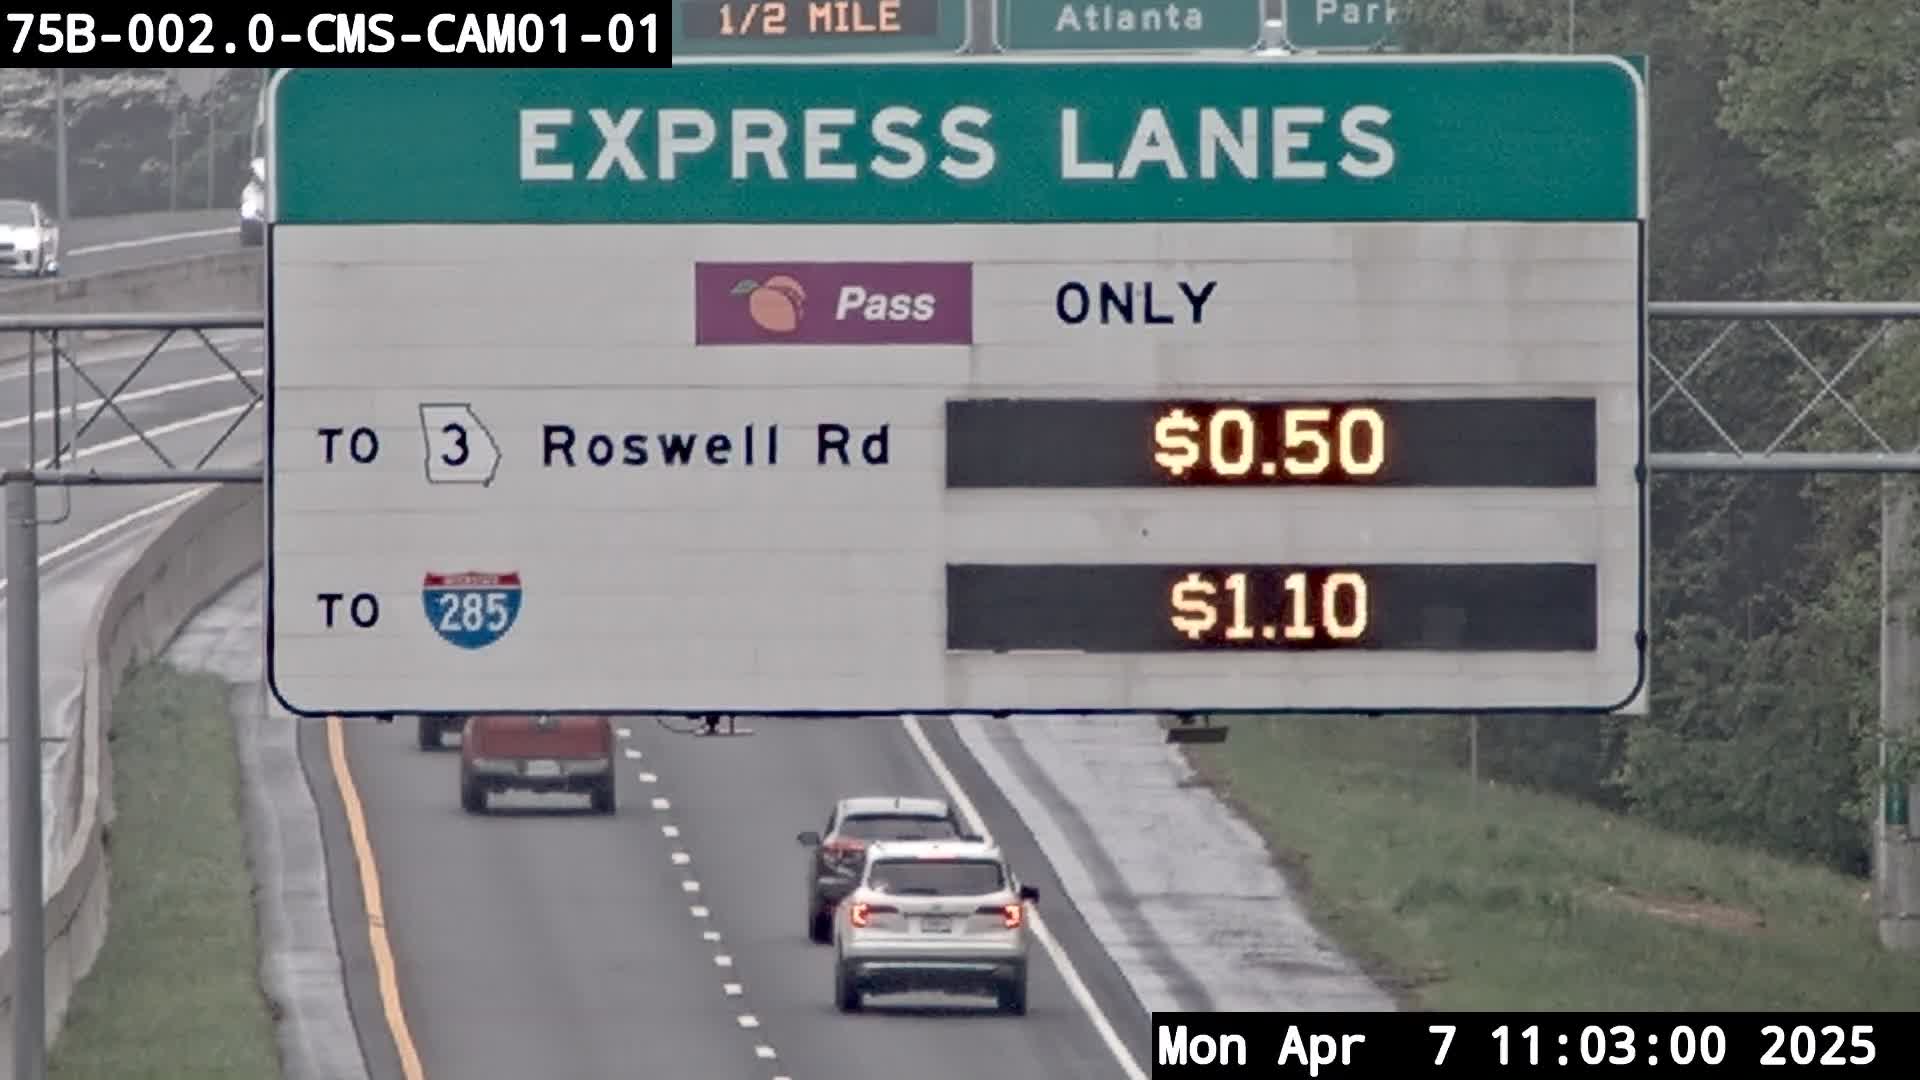 75B-002.0-CMS-CAM01-01
1/2 MILE
Atlanta
EXPRESS LANES
Pass ONLY
TO 3 Roswell Rd $0.50
TO 285 $1.10
Mon Apr 7 11:03:00 2025